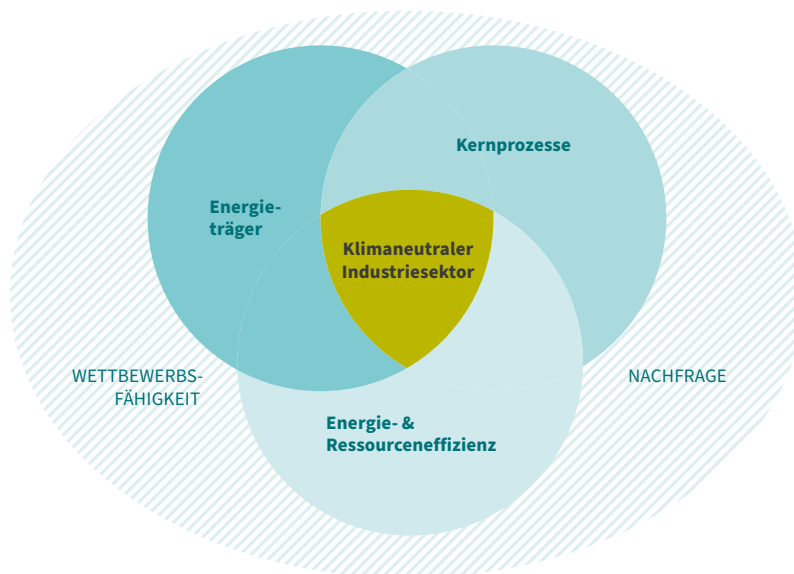 Kernprozesse
Energie-
träger
Klimaneutraler
Industriesektor
WETTBEWERBS-
FÄHIGKEIT
NACHFRAGE
Energie- &
Ressourceneffizienz